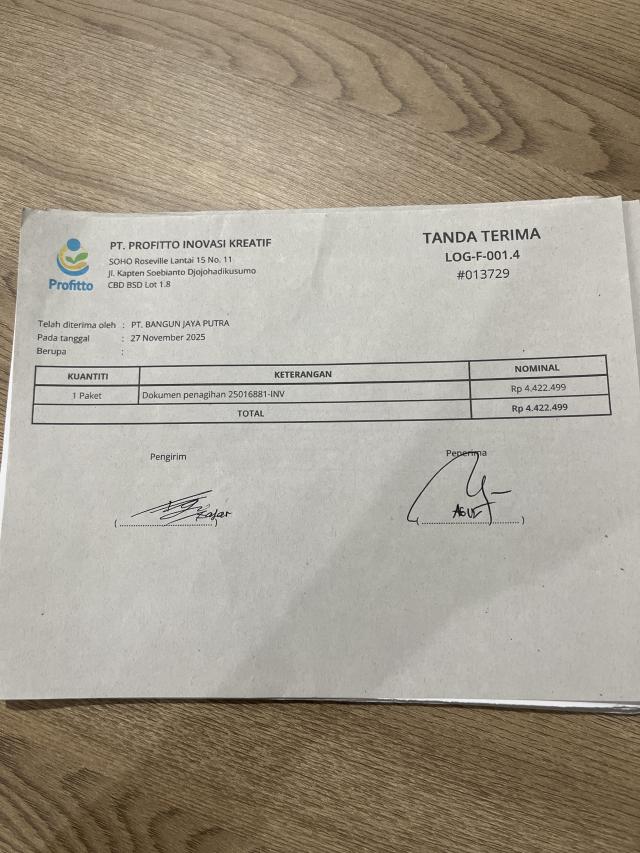 Profitto
PT. PROFITTO INOVASI KREATIF
SOHO Roseville Lantai 15 No. 11
Jl. Kapten Soebianto Djojohadikusumo
CBD BSD Lot 1.8
TANDA TERIMA
LOG-F-001.4
#013729
Telah diterima oleh : PT. BANGUN JAYA PUTRA
Pada tanggal : 27 November 2025
Berupa :
KUANTITI KETERANGAN NOMINAL
1 Paket Dokumen penagihan 25016881-INV Rp 4.422.499
TOTAL Rp 4.422.499
Pengirim Penerima
(........................) (........................)
AGUS